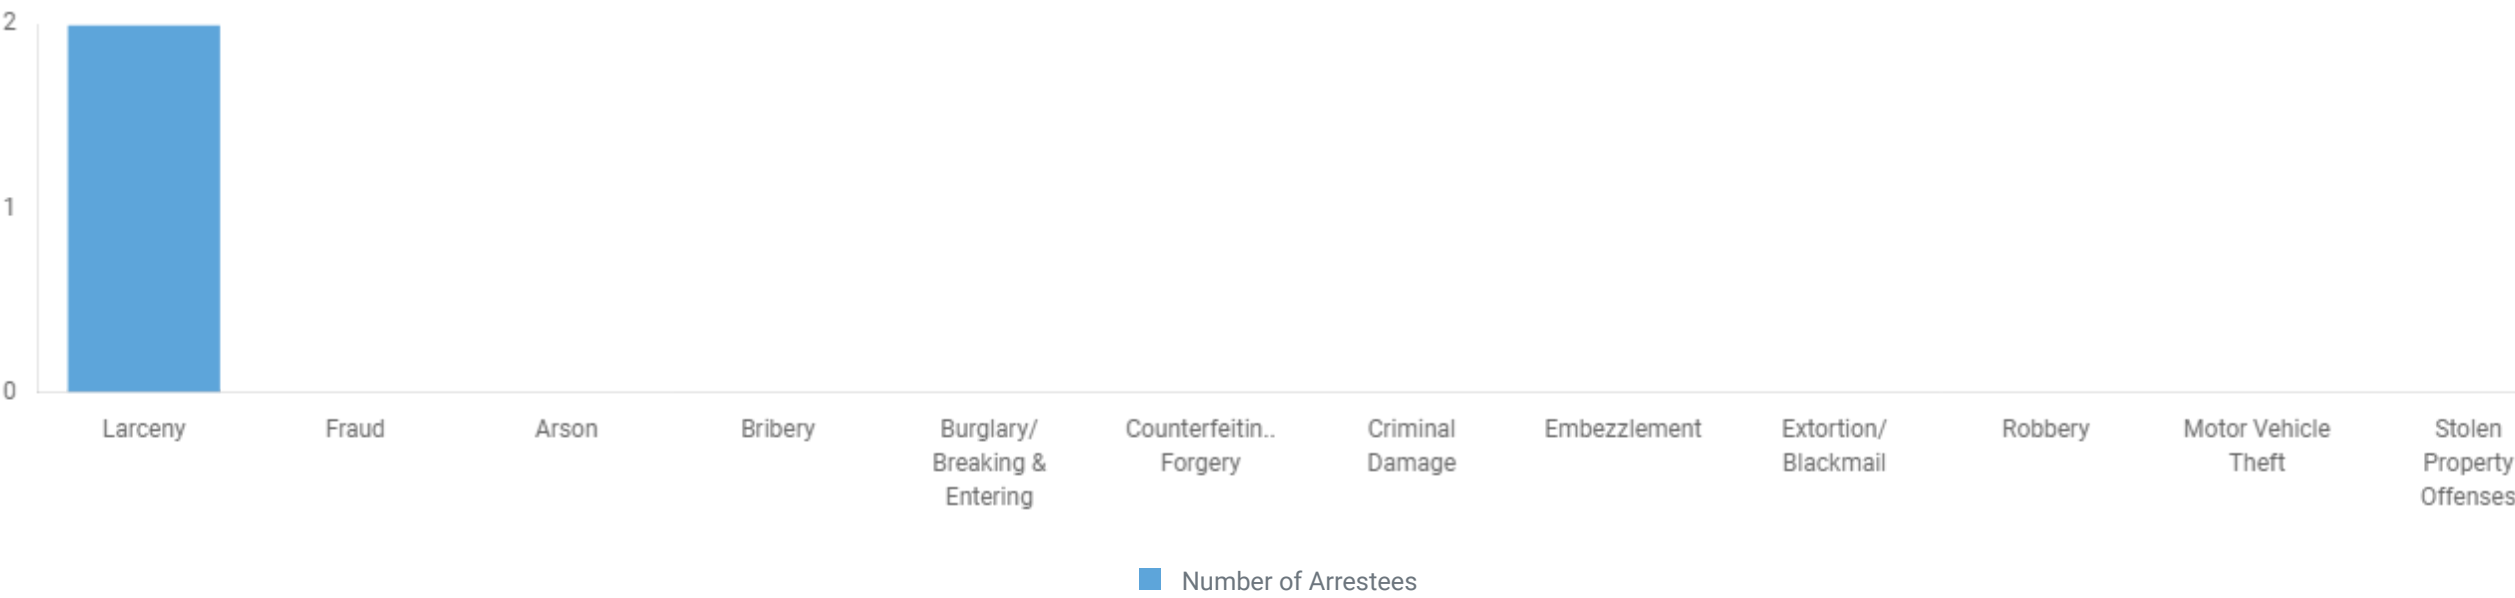 2
1
0
Larceny
Fraud
Arson
Bribery
Burglary/
Breaking &
Entering
Counterfeitin..
Forgery
Criminal
Damage
Embezzlement
Extortion/
Blackmail
Robbery
Motor Vehicle
Theft
Stolen
Property
Offenses
Number of Arrestees